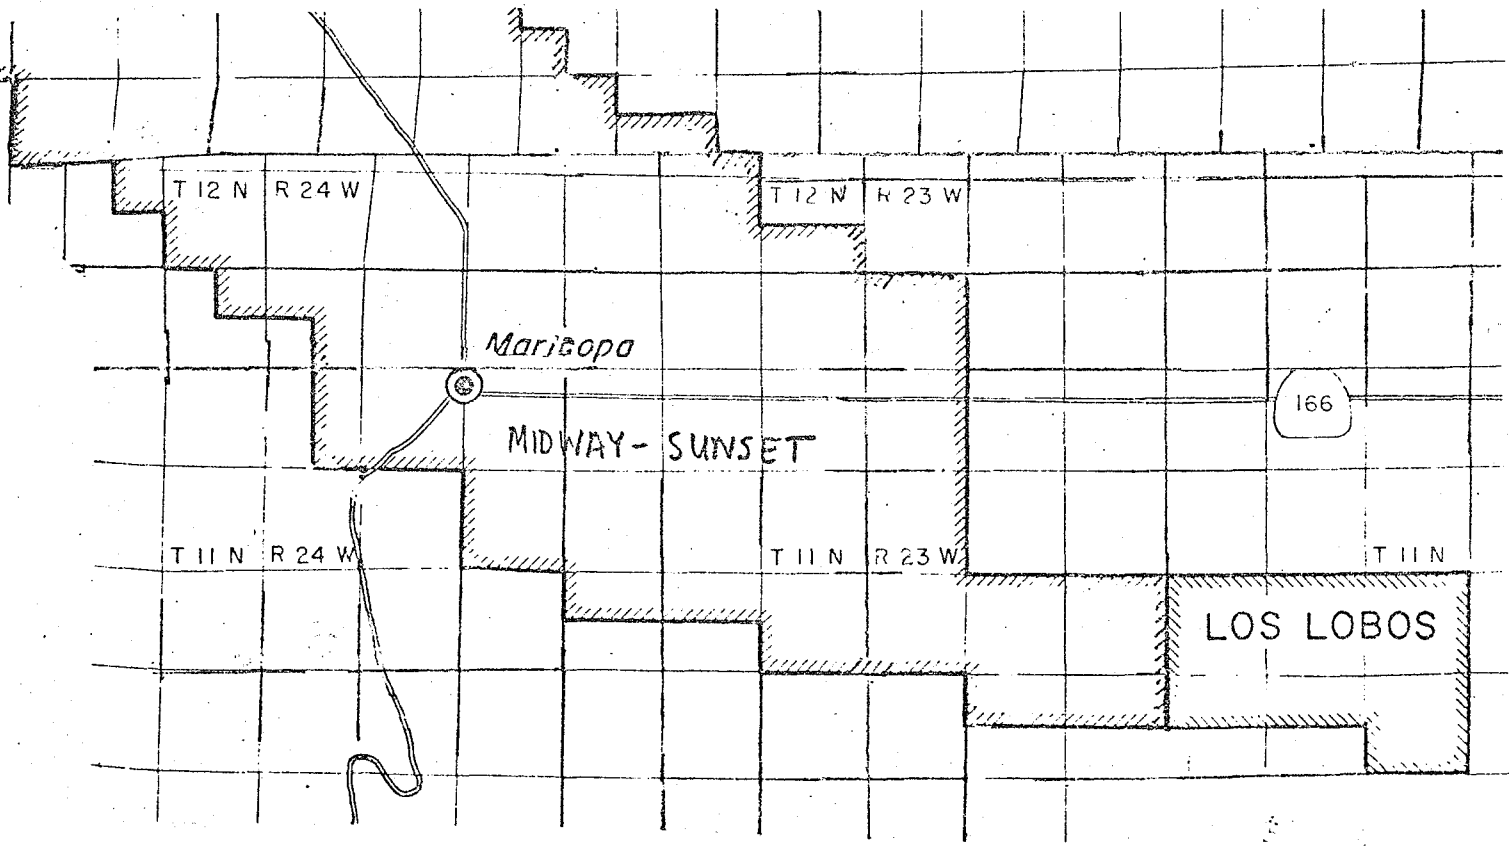 T 12 N R 24 W
T 12 N R 23 W
Maricopa
166
MIDWAY - SUNSET
T 11 N R 24 W
T 11 N R 23 W
T 11 N
LOS LOBOS